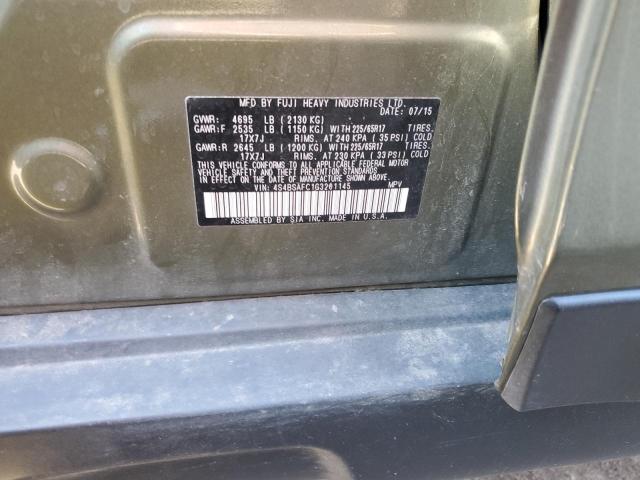 MFD BY FUJI HEAVY INDUSTRIES LTD.
DATE: 07/15
GVWR: 4695 LB (2130 KG)
GAWR:F 2535 LB (1150 KG) WITH 225/65R17 TIRES.
17X7J RIMS. AT 240 KPA (35 PSI) COLD
GAWR:R 2645 LB (1200 KG) WITH 225/65R17 TIRES.
17X7J RIMS. AT 230 KPA (33 PSI) COLD
THIS VEHICLE CONFORMS TO ALL APPLICABLE FEDERAL MOTOR
VEHICLE SAFETY AND THEFT PREVENTION STANDARDS IN
EFFECT ON THE DATE OF MANUFACTURE SHOWN ABOVE.
VIN: 4S4BSAFC1G3201145 MPV
ASSEMBLED BY SIA INC. MADE IN U.S.A.